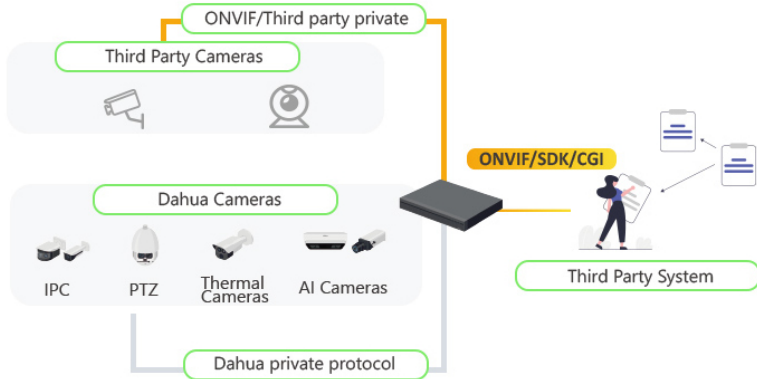 ONVIF/Third party private
Third Party Cameras
ONVIF/SDK/CGI
Dahua Cameras
IPC
PTZ
Thermal
Cameras
AI Cameras
Third Party System
Dahua private protocol